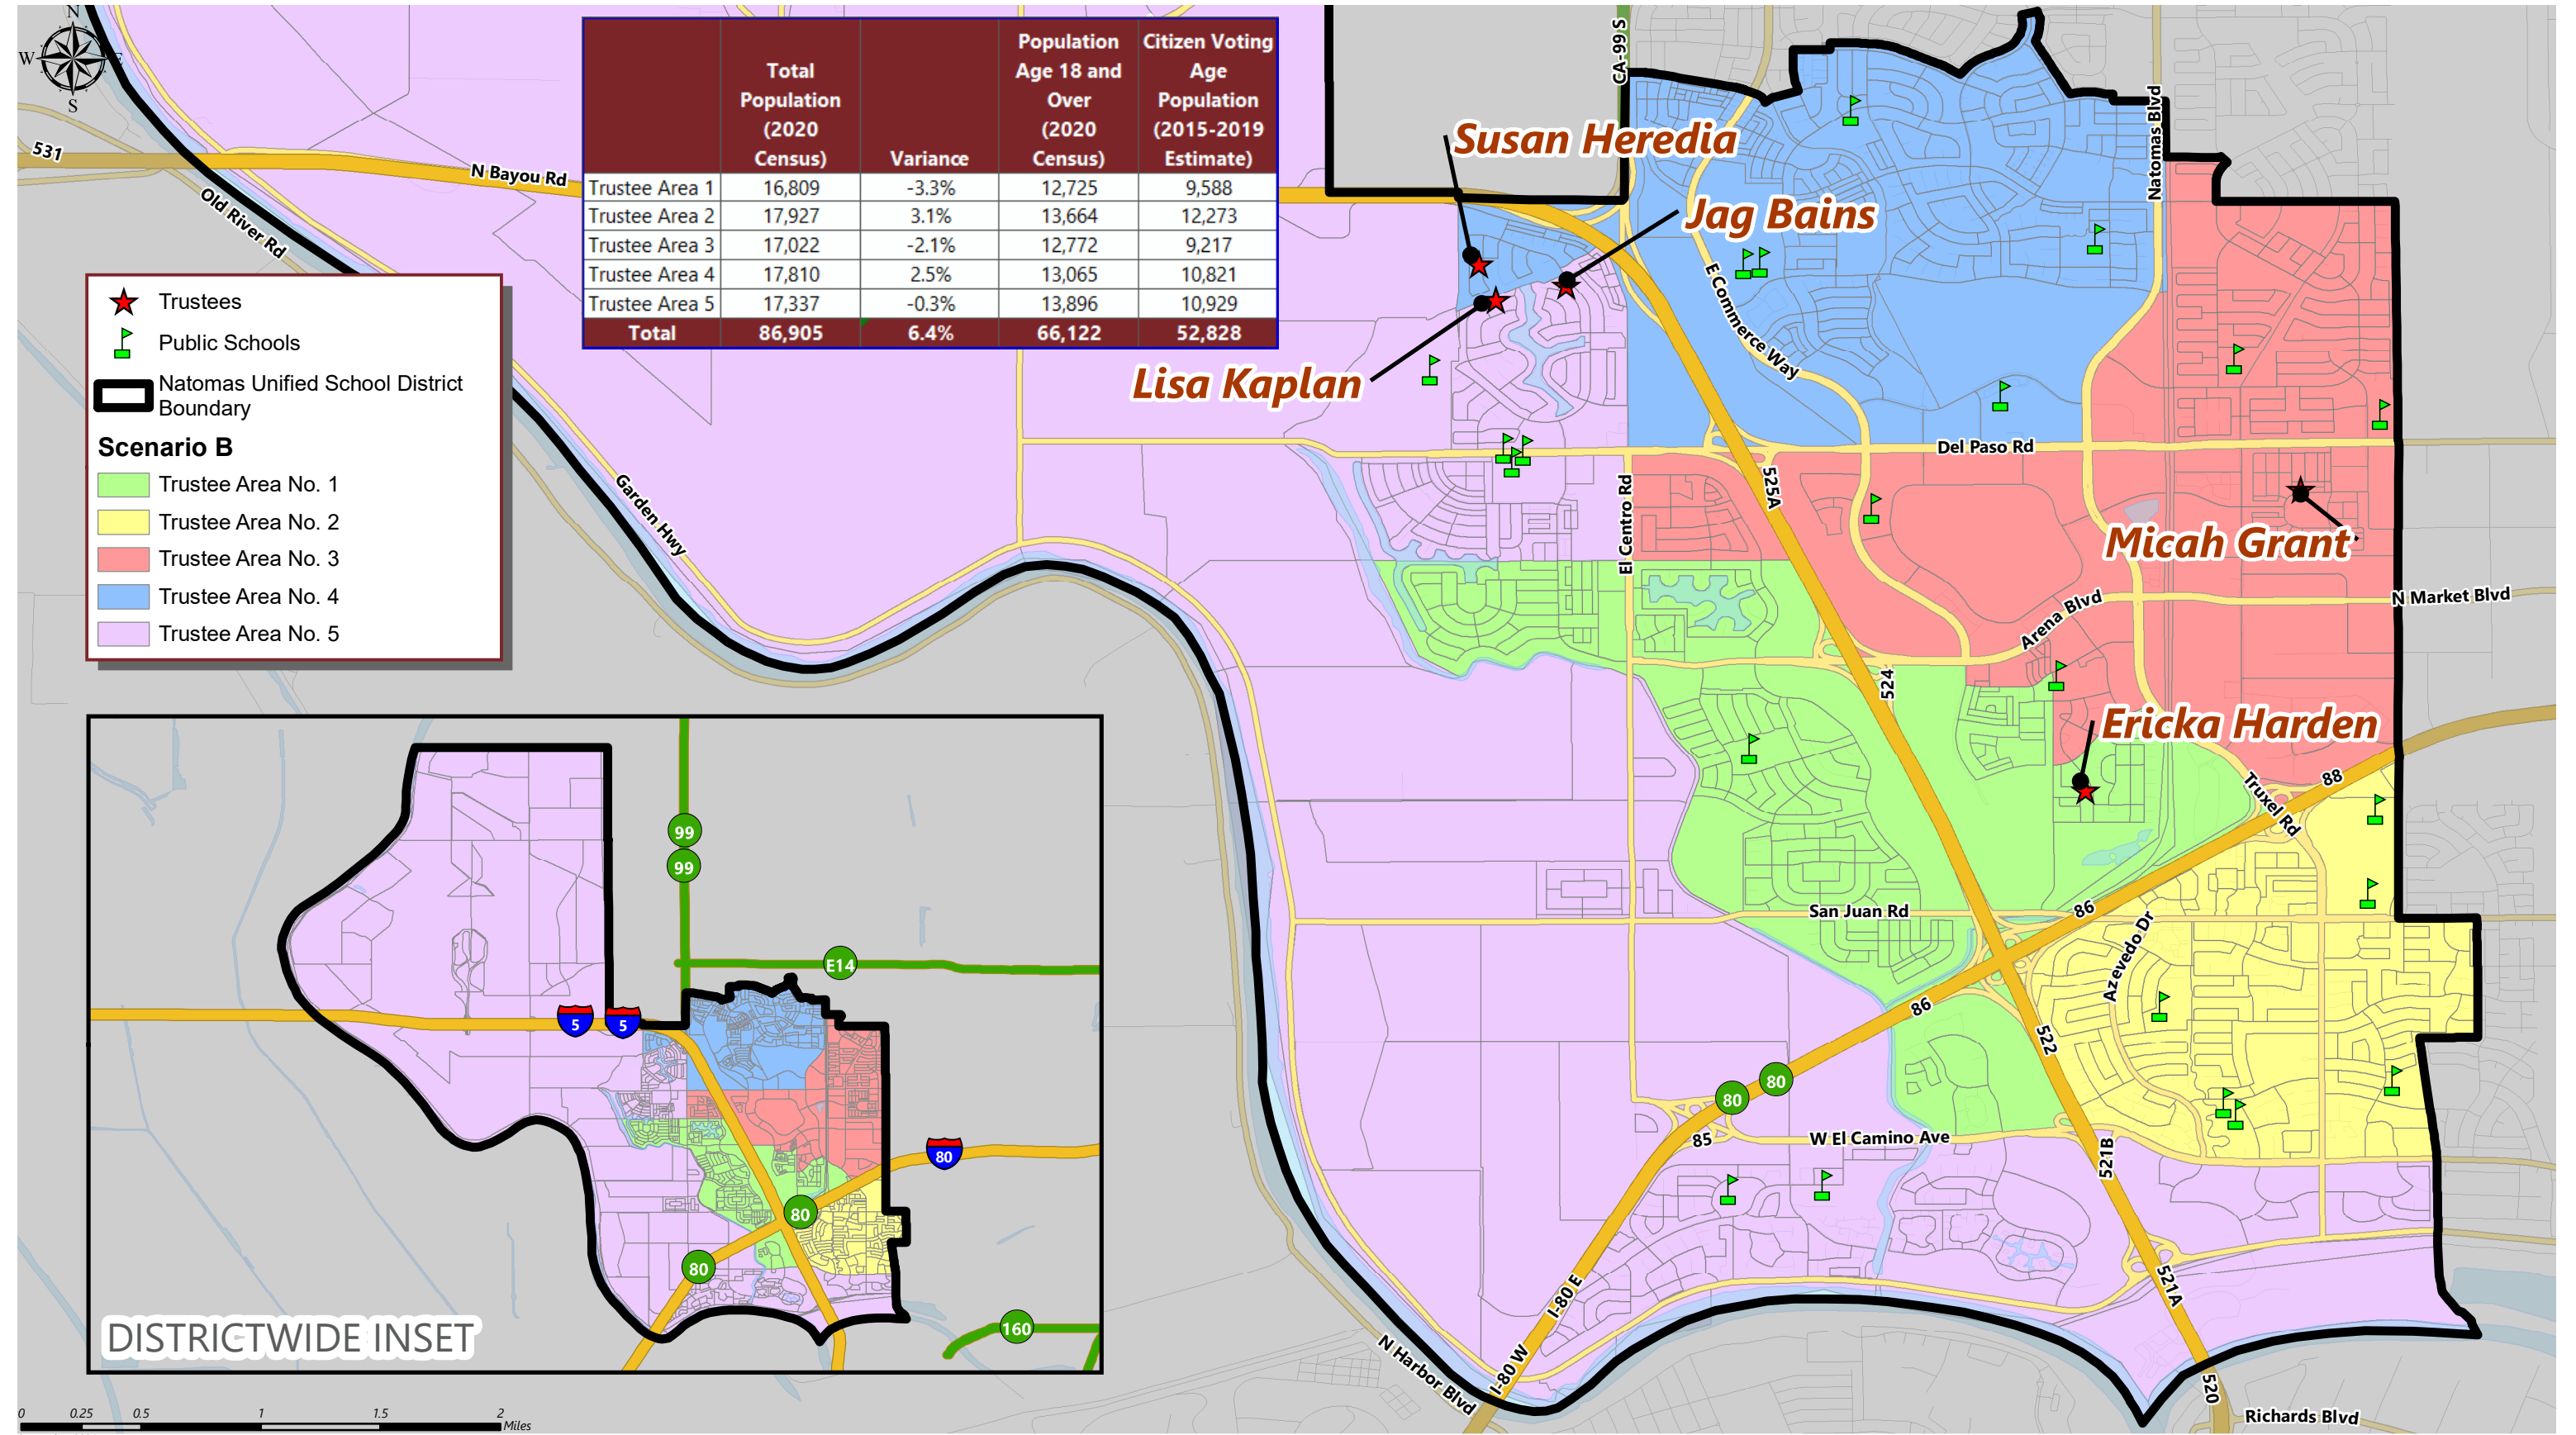 N
W
E
S
531
N Bayou Rd
Old River Rd
Garden Hwy
Total Population (2020 Census)
Variance
Population Age 18 and Over (2020 Census)
Citizen Voting Age Population (2015-2019 Estimate)
Trustee Area 1 16,809 -3.3% 12,725 9,588
Trustee Area 2 17,927 3.1% 13,664 12,273
Trustee Area 3 17,022 -2.1% 12,772 9,217
Trustee Area 4 17,810 2.5% 13,065 10,821
Trustee Area 5 17,337 -0.3% 13,896 10,929
Total 86,905 6.4% 66,122 52,828
Trustees
Public Schools
Natomas Unified School District
Boundary
Scenario B
Trustee Area No. 1
Trustee Area No. 2
Trustee Area No. 3
Trustee Area No. 4
Trustee Area No. 5
CA-99 S
Susan Heredia
Jag Bains
Lisa Kaplan
Natomas Blvd
E Commerce Way
Del Paso Rd
525A
El Centro Rd
Micah Grant
N Market Blvd
Arena Blvd
524
Ericka Harden
88
Truxel Rd
San Juan Rd
86
Azevedo Dr
86
522
80
80
85
W El Camino Ave
521B
521A
I-80 E
I-80 W
N Harbor Blvd
520
Richards Blvd
99
99
E14
5
5
80
80
80
160
DISTRICTWIDE INSET
0 0.25 0.5 1 1.5 2
Miles